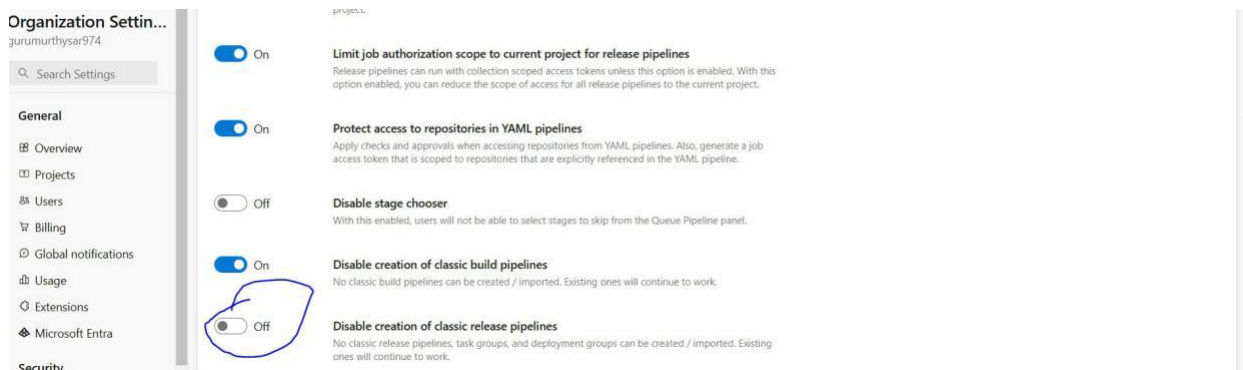 Organization Settin...
gurumurthysar974
Search Settings
General
Overview
Projects
Users
Billing
Global notifications
Usage
Extensions
Microsoft Entra
Security
project.
On
Limit job authorization scope to current project for release pipelines
Release pipelines can run with collection scoped access tokens unless this option is enabled. With this
option enabled, you can reduce the scope of access for all release pipelines to the current project.
On
Protect access to repositories in YAML pipelines
Apply checks and approvals when accessing repositories from YAML pipelines. Also, generate a job
access token that is scoped to repositories that are explicitly referenced in the YAML pipeline.
Off
Disable stage chooser
With this enabled, users will not be able to select stages to skip from the Queue Pipeline panel.
On
Disable creation of classic build pipelines
No classic build pipelines can be created / imported. Existing ones will continue to work.
Off
Disable creation of classic release pipelines
No classic release pipelines, task groups, and deployment groups can be created / imported. Existing
ones will continue to work.